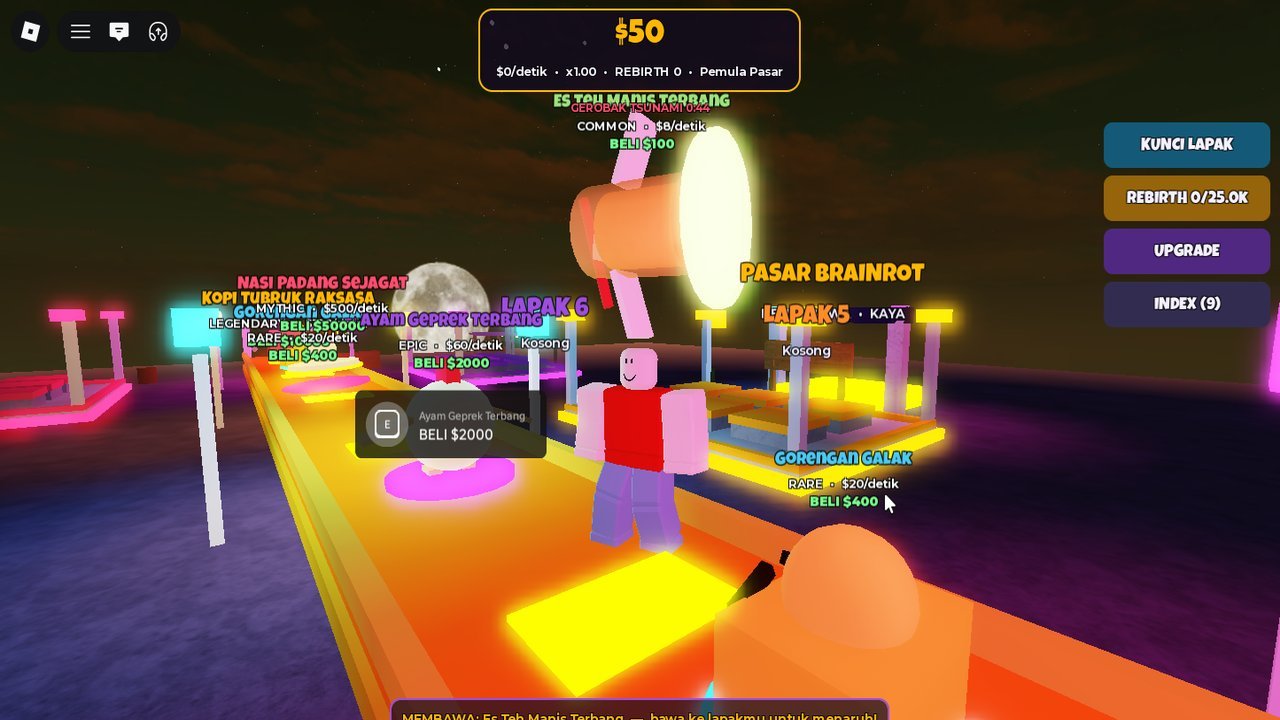 $50
$0/detik • x1.00 • REBIRTH 0 • Pemula Pasar
ES TEH MANIS TERBANG
GEROBAK TSUNAMI 0:44
COMMON • $8/detik
BELI $100
KUNCI LAPAK
REBIRTH 0/25.0K
UPGRADE
INDEX (9)
PASAR BRAINROT
• KAYA
LAPAK 5
Kosong
LAPAK 6
Kosong
NASI PADANG SEJAGAT
MYTHIC • $500/detik
BELI $50000
KOPI TUBRUK RAKSASA
LEGENDARY
RARE • $20/detik
BELI $400
AYAM GEPREK TERBANG
EPIC • $60/detik
BELI $2000
E
Ayam Geprek Terbang
BELI $2000
GORENGAN GALAK
RARE • $20/detik
BELI $400
MEMBAWA: Es Teh Manis Terbang — bawa ke lapakmu untuk menaruh!